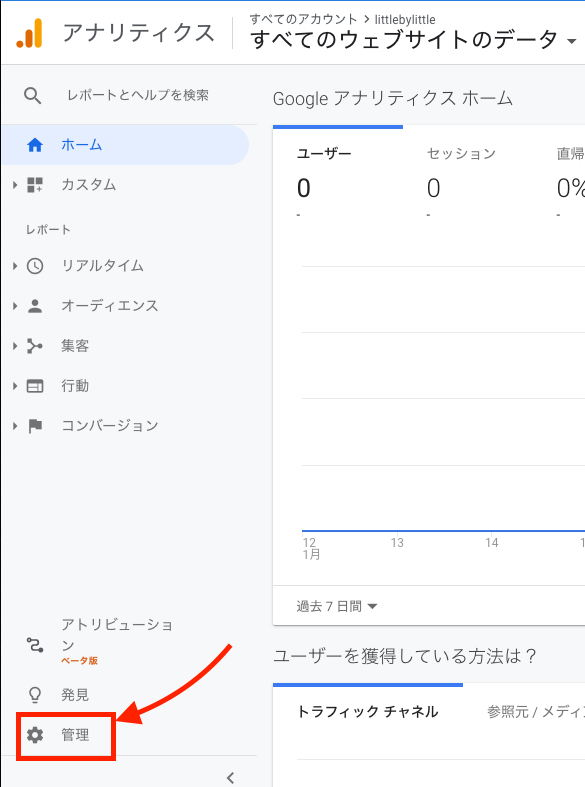 アナリティクス
すべてのアカウント > littlebylittle
すべてのウェブサイトのデータ
レポートとヘルプを検索
ホーム
カスタム
レポート
リアルタイム
オーディエンス
集客
行動
コンバージョン
アトリビューショ
ン
ベータ版
発見
管理
Google アナリティクス ホーム
ユーザー
0
-
セッション
0
-
直帰
0%
-
12
1月
13
14
1
過去 7 日間
ユーザーを獲得している方法は？
トラフィック チャネル
参照元 / メディ